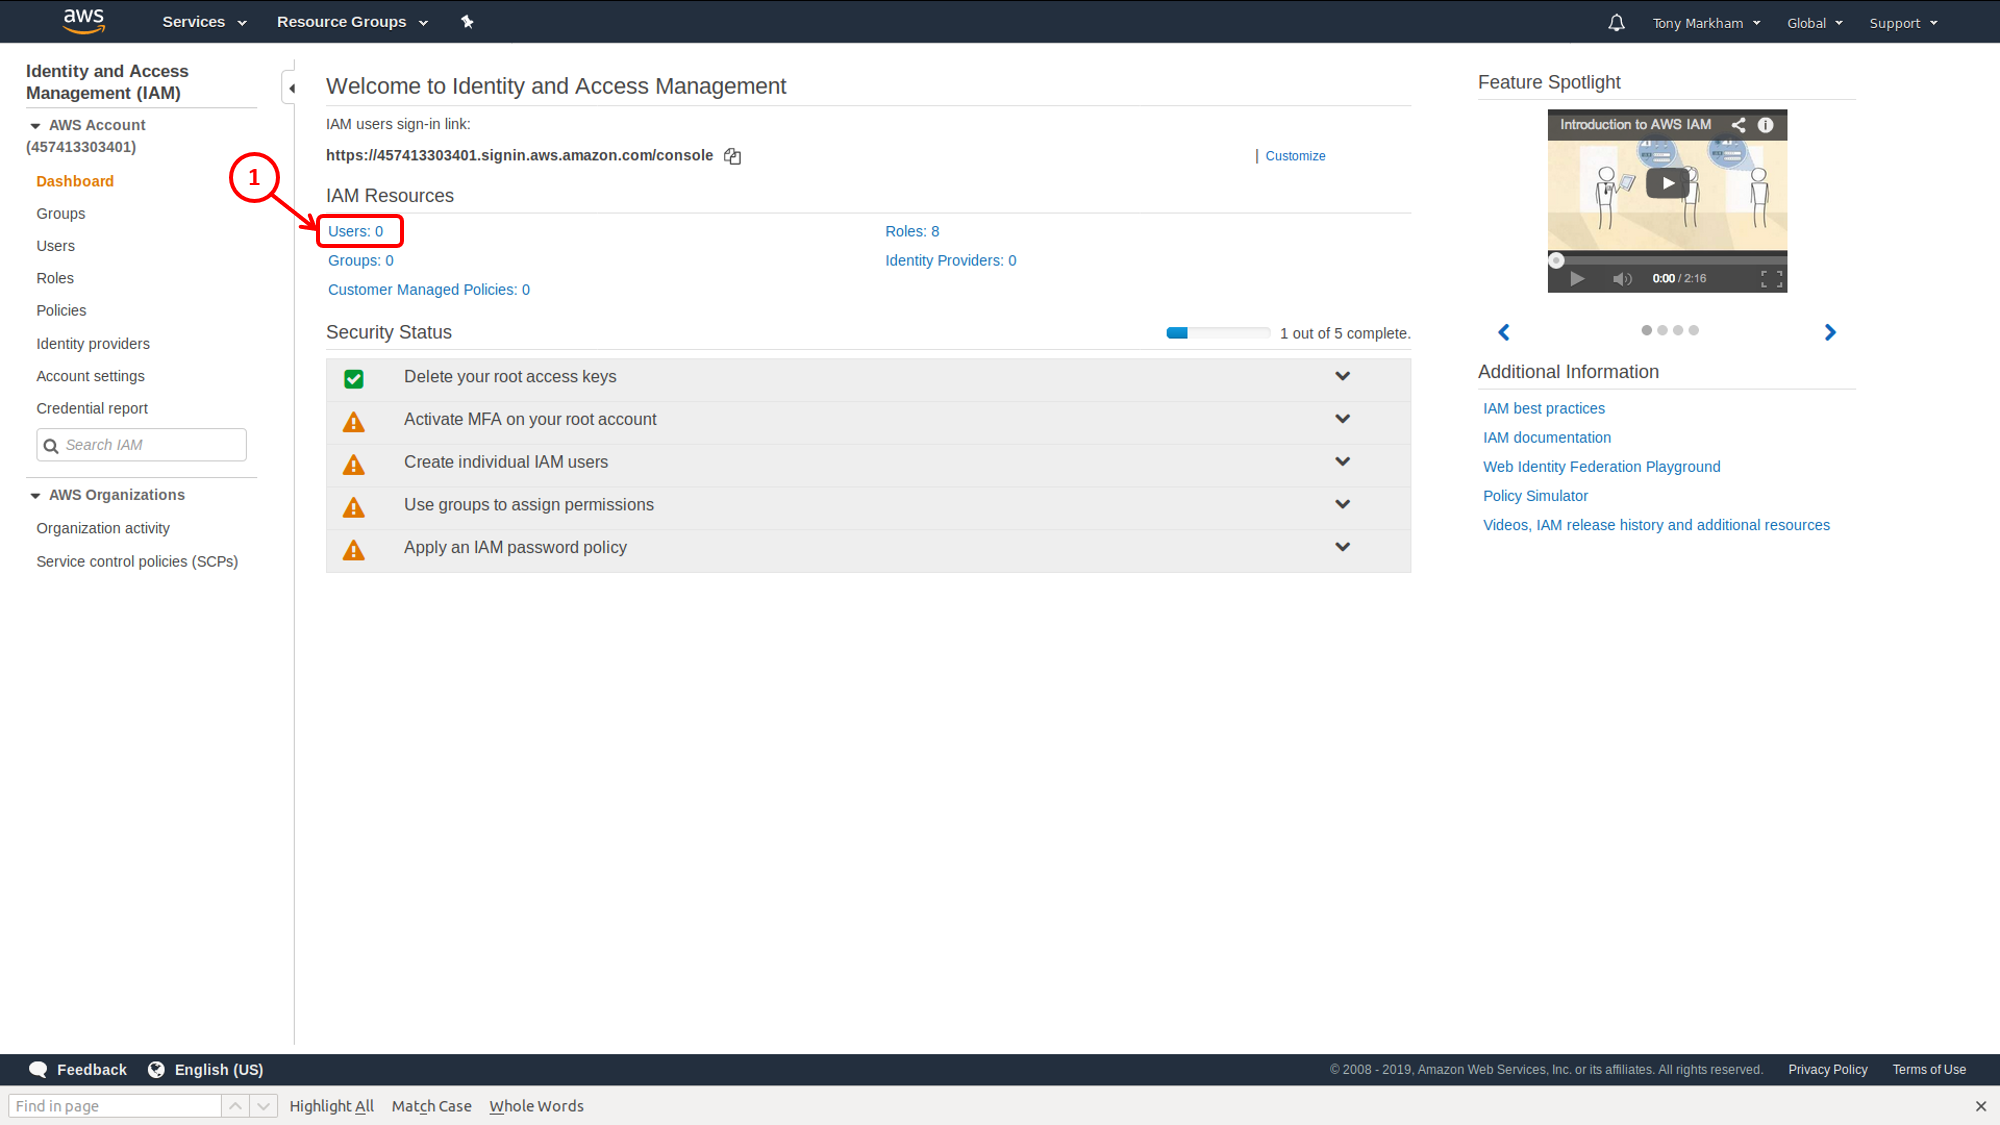 aws
Services
Resource Groups
Tony Markham
Global
Support
Identity and Access
Management (IAM)
AWS Account
(457413303401)
Dashboard
Groups
Users
Roles
Policies
Identity providers
Account settings
Credential report
Search IAM
AWS Organizations
Organization activity
Service control policies (SCPs)
1
Welcome to Identity and Access Management
IAM users sign-in link:
https://457413303401.signin.aws.amazon.com/console
| Customize
IAM Resources
Users: 0
Roles: 8
Groups: 0
Identity Providers: 0
Customer Managed Policies: 0
Security Status
1 out of 5 complete.
Delete your root access keys
Activate MFA on your root account
Create individual IAM users
Use groups to assign permissions
Apply an IAM password policy
Feature Spotlight
Introduction to AWS IAM
0:00 / 2:16
Additional Information
IAM best practices
IAM documentation
Web Identity Federation Playground
Policy Simulator
Videos, IAM release history and additional resources
Feedback
English (US)
© 2008 - 2019, Amazon Web Services, Inc. or its affiliates. All rights reserved.
Privacy Policy
Terms of Use
Find in page
Highlight All
Match Case
Whole Words